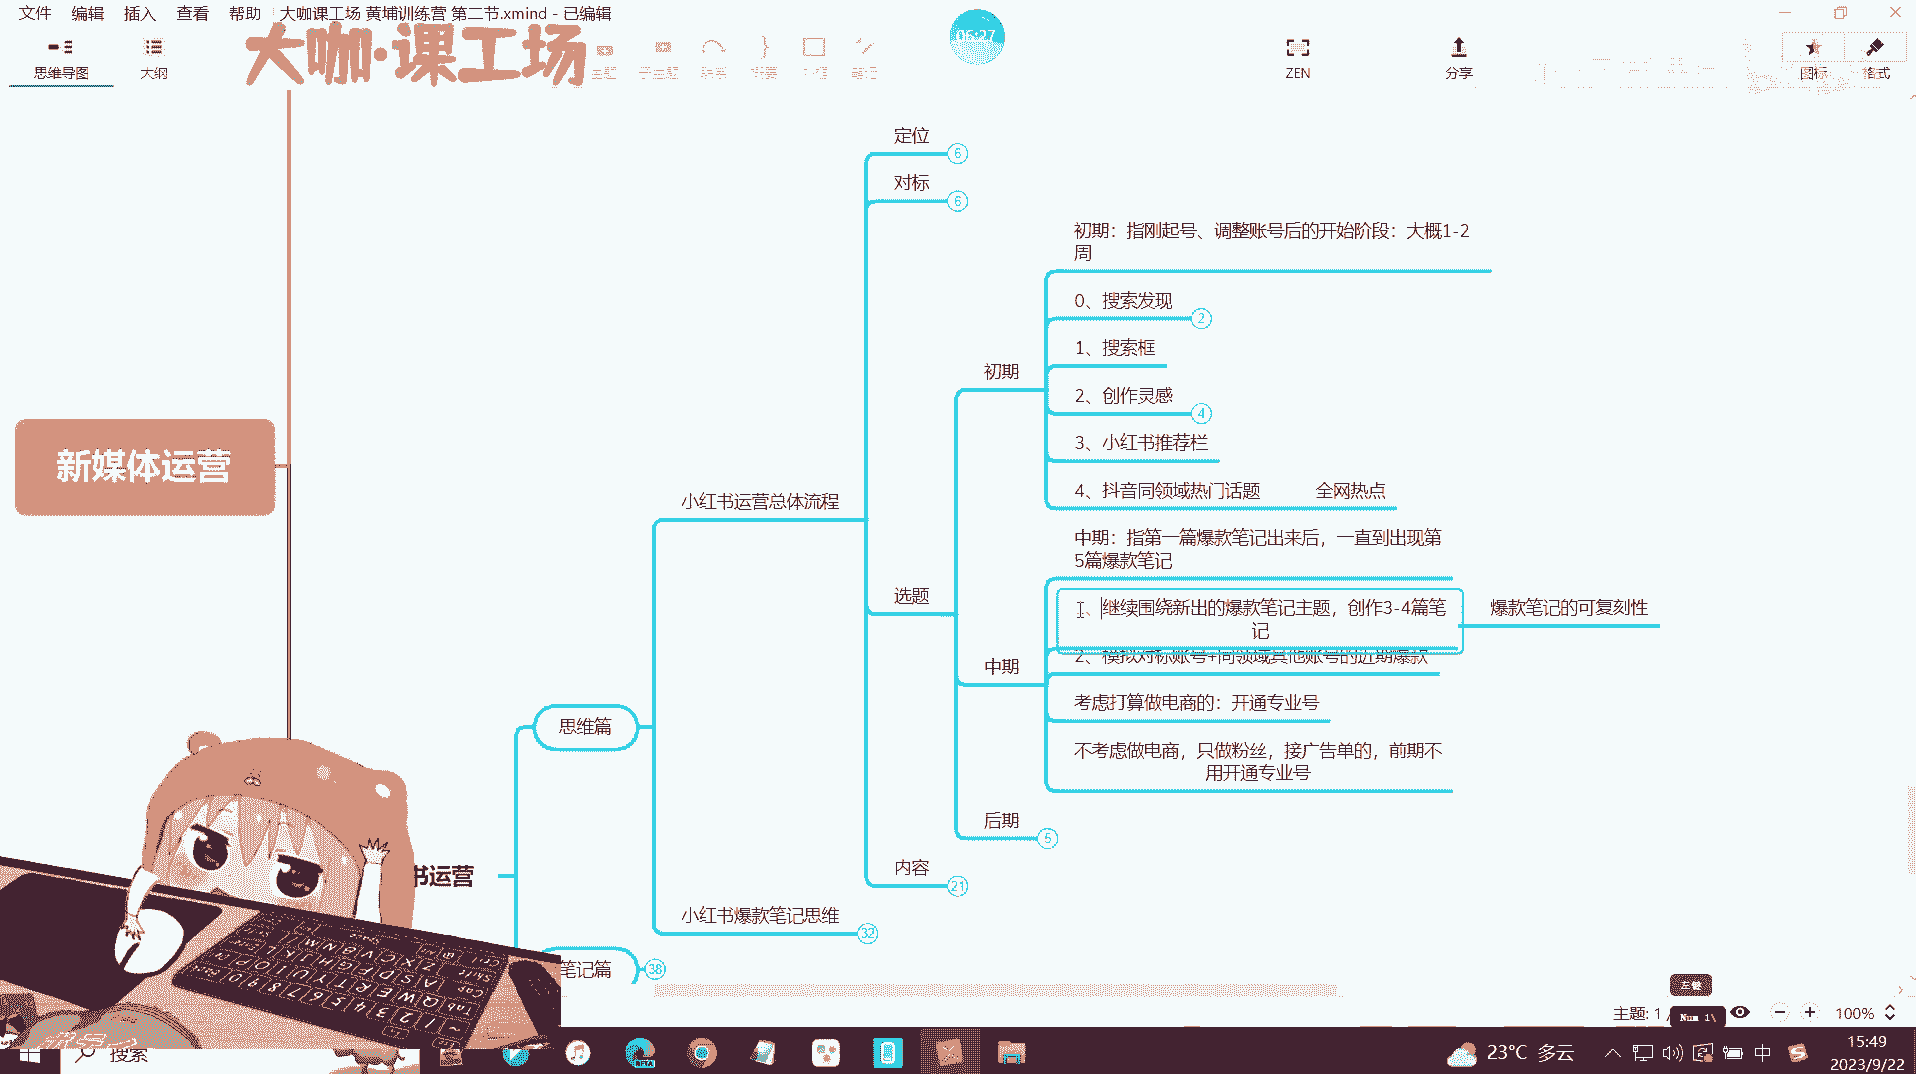 文件 编辑 插入 查看 帮助 大咖课工场 黄埔训练营 第二节.xmind - 已编辑
思维导图
大纲
大咖·课工场
06:27
ZEN
分享
图标
格式
定位
6
对标
6
初期：指刚起号、调整账号后的开始阶段：大概1-2
周
0、搜索发现
2
1、搜索框
初期
2、创作灵感
4
3、小红书推荐栏
4、抖音同领域热门话题 全网热点
新媒体运营
小红书运营总体流程
中期：指第一篇爆款笔记出来后，一直到出现第
5篇爆款笔记
选题
1、继续围绕新出的爆款笔记主题，创作3-4篇笔
记
爆款笔记的可复刻性
2、模拟对标账号+同领域其他账号的近期爆款
中期
考虑打算做电商的：开通专业号
思维篇
不考虑做电商，只做粉丝，接广告单的，前期不
用开通专业号
后期
5
内容
21
书运营
小红书爆款笔记思维
32
笔记篇
38
左键
主题: 1 /
Num 1\
100%
搜索
BETA
23°C 多云
中
15:49
2023/9/22